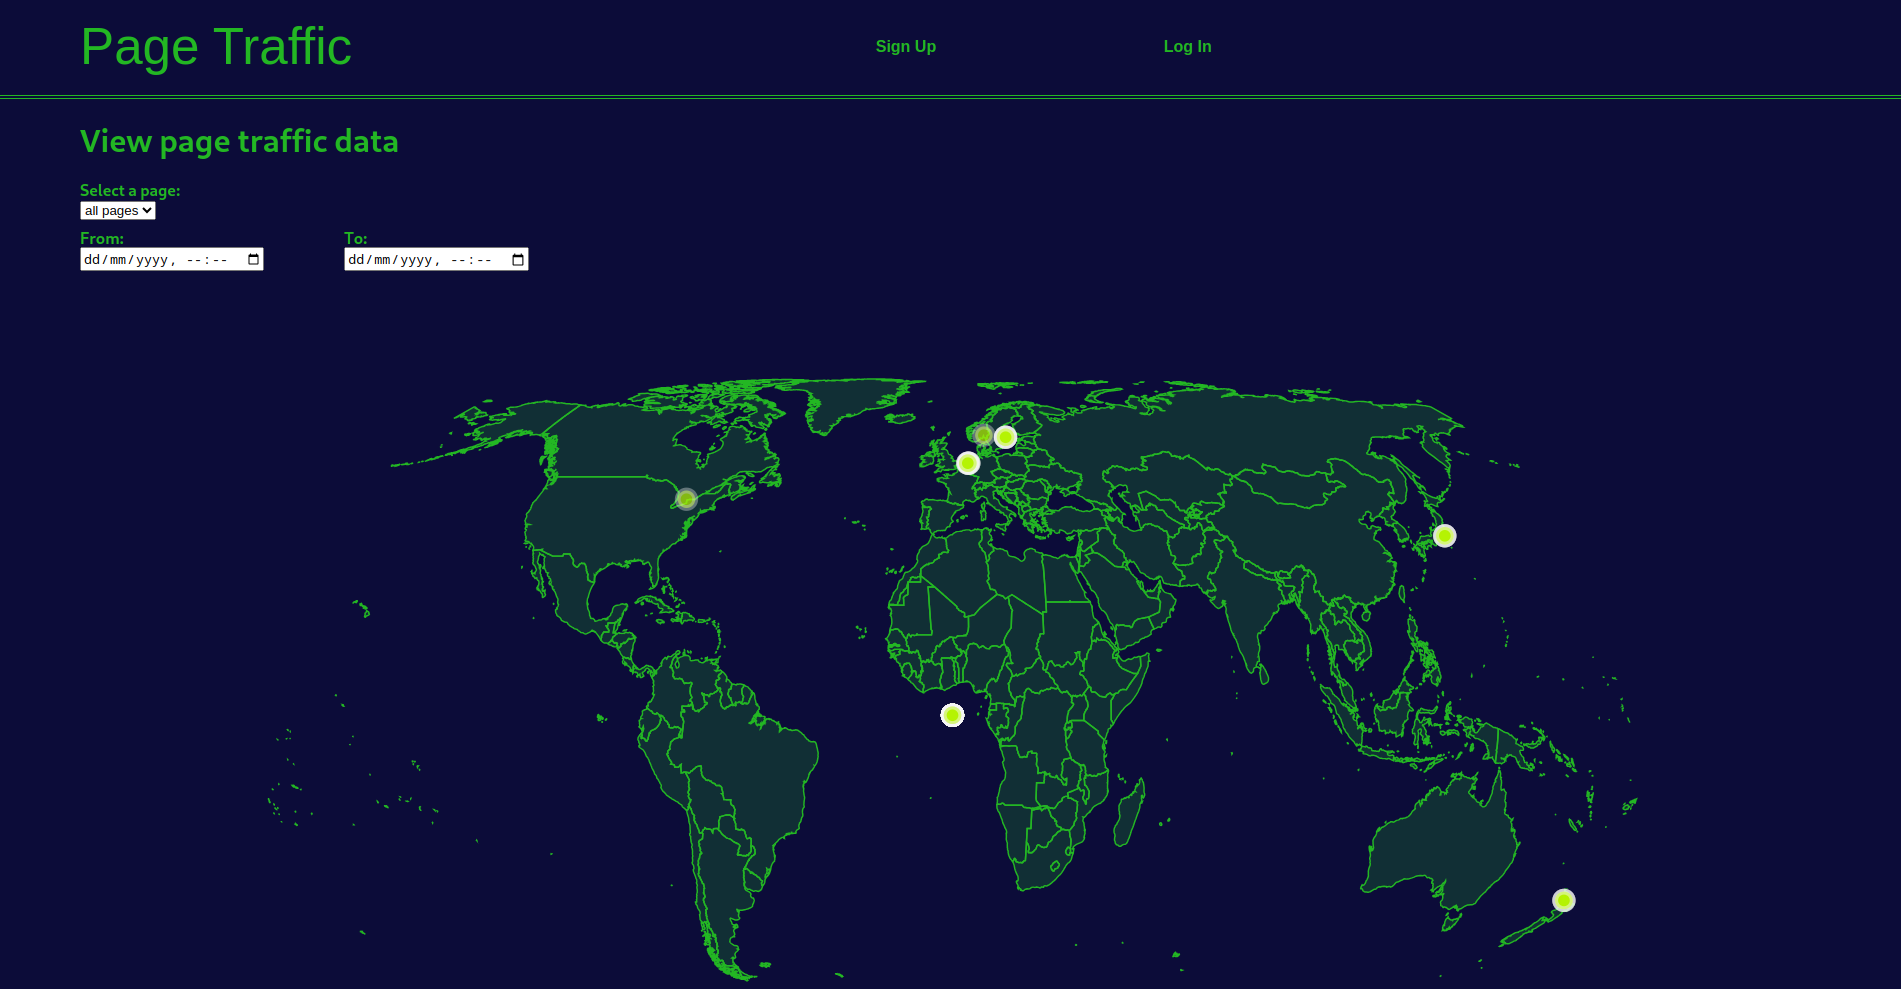 Page Traffic
Sign Up
Log In
View page traffic data
Select a page:
all pages
From:
To:
dd/mm/yyyy, --:--
dd/mm/yyyy, --:--